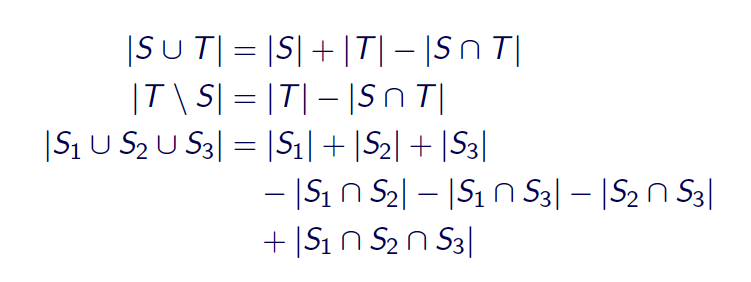 |S ∪ T| = |S| + |T| − |S ∩ T|
|T \ S| = |T| − |S ∩ T|
|S₁ ∪ S₂ ∪ S₃| = |S₁| + |S₂| + |S₃|
− |S₁ ∩ S₂| − |S₁ ∩ S₃| − |S₂ ∩ S₃|
+ |S₁ ∩ S₂ ∩ S₃|